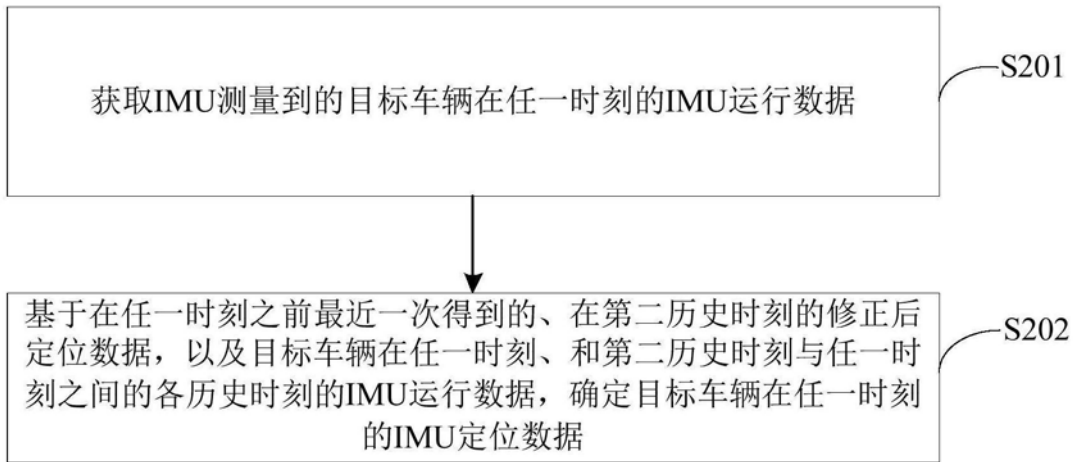 获取IMU测量到的目标车辆在任一时刻的IMU运行数据
S201
基于在任一时刻之前最近一次得到的、在第二历史时刻的修正后
定位数据，以及目标车辆在任一时刻、和第二历史时刻与任一时
刻之间的各历史时刻的IMU运行数据，确定目标车辆在任一时刻
的IMU定位数据
S202